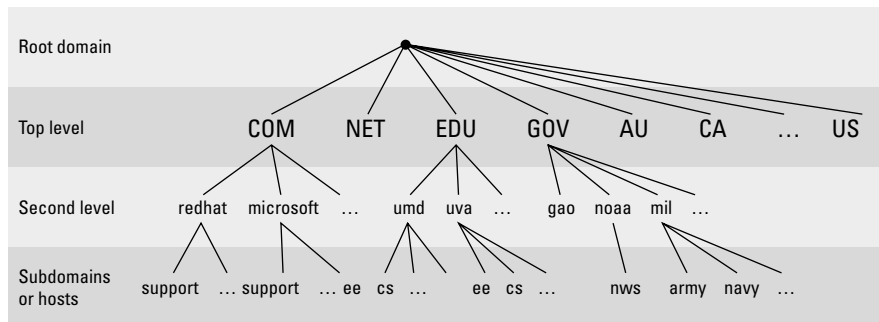 Root domain
Top level COM NET EDU GOV AU CA ... US
Second level redhat microsoft ... umd uva ... gao noaa mil ...
Subdomains
or hosts
support ... support ... ee cs ... ee cs ... nws army navy ...